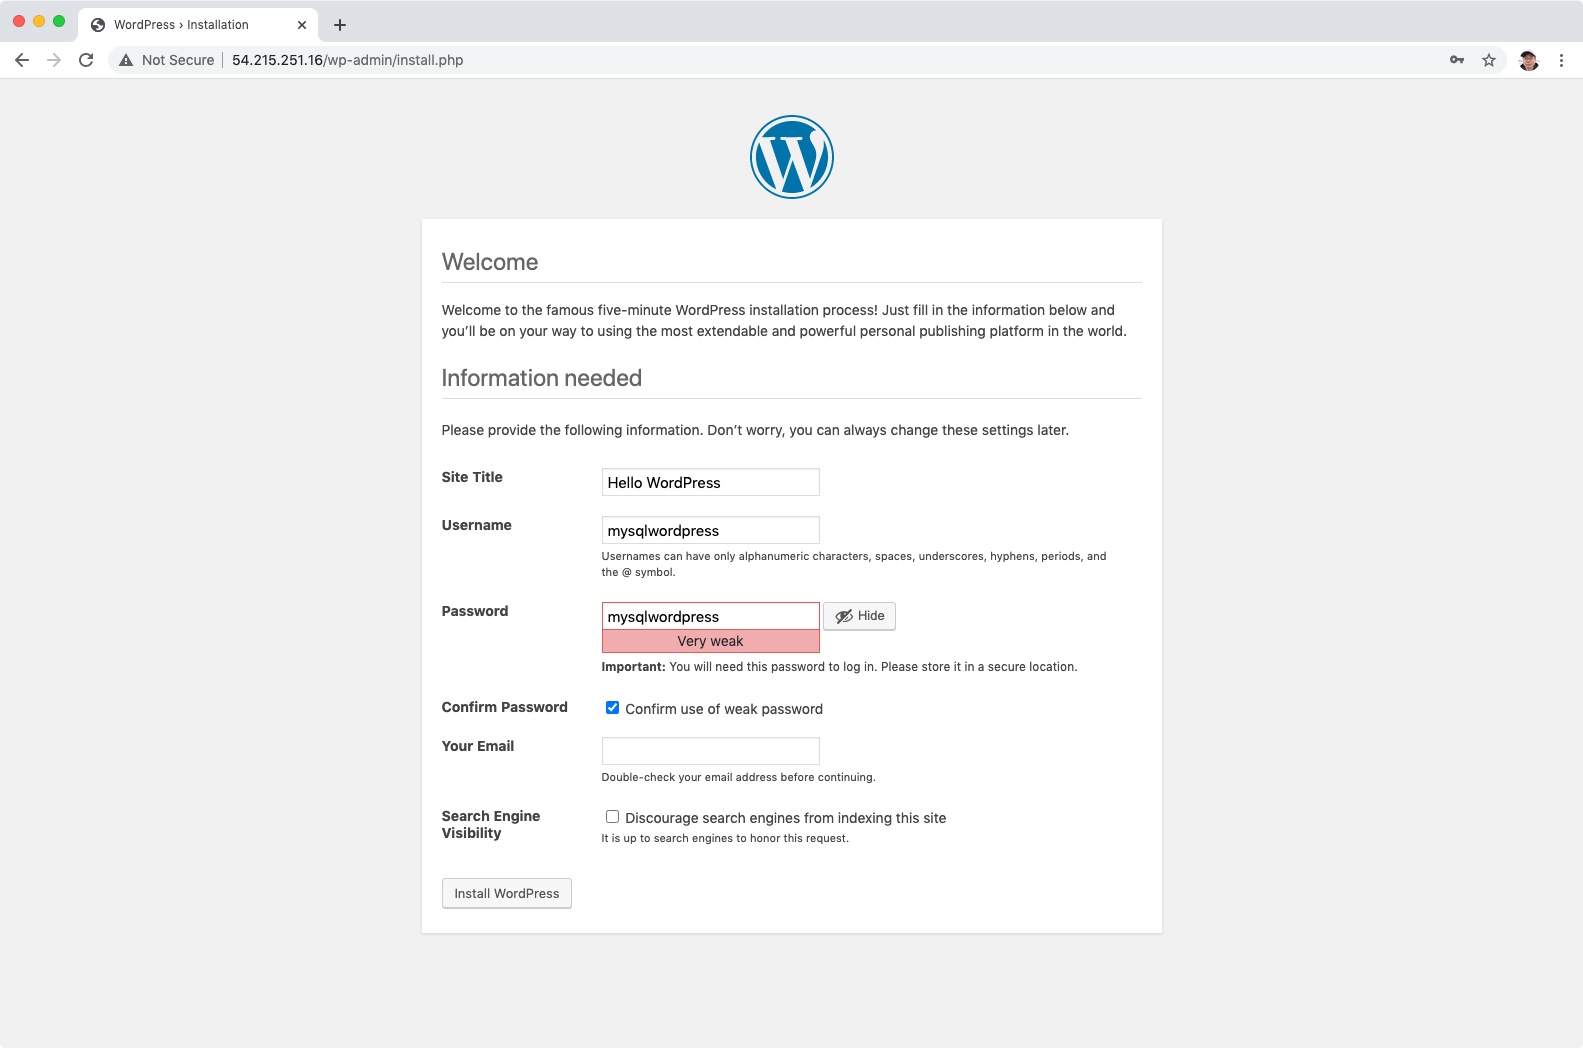 WordPress › Installation
Not Secure
54.215.251.16/wp-admin/install.php
Welcome
Welcome to the famous five-minute WordPress installation process! Just fill in the information below and
you’ll be on your way to using the most extendable and powerful personal publishing platform in the world.
Information needed
Please provide the following information. Don’t worry, you can always change these settings later.
Site Title
Hello WordPress
Username
mysqlwordpress
Usernames can have only alphanumeric characters, spaces, underscores, hyphens, periods, and
the @ symbol.
Password
mysqlwordpress
Hide
Very weak
Important: You will need this password to log in. Please store it in a secure location.
Confirm Password
Confirm use of weak password
Your Email
Double-check your email address before continuing.
Search Engine
Visibility
Discourage search engines from indexing this site
It is up to search engines to honor this request.
Install WordPress